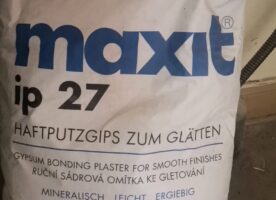 maxit®
ip 27
HAFTPUTZGIPS ZUM GLÄTTEN
GYPSUM BONDING PLASTER FOR SMOOTH FINISHES
RUČNÍ SÁDROVÁ OMÍTKA KE GLETOVÁNÍ
MINERALISCH LEICHT ERGIEBIG